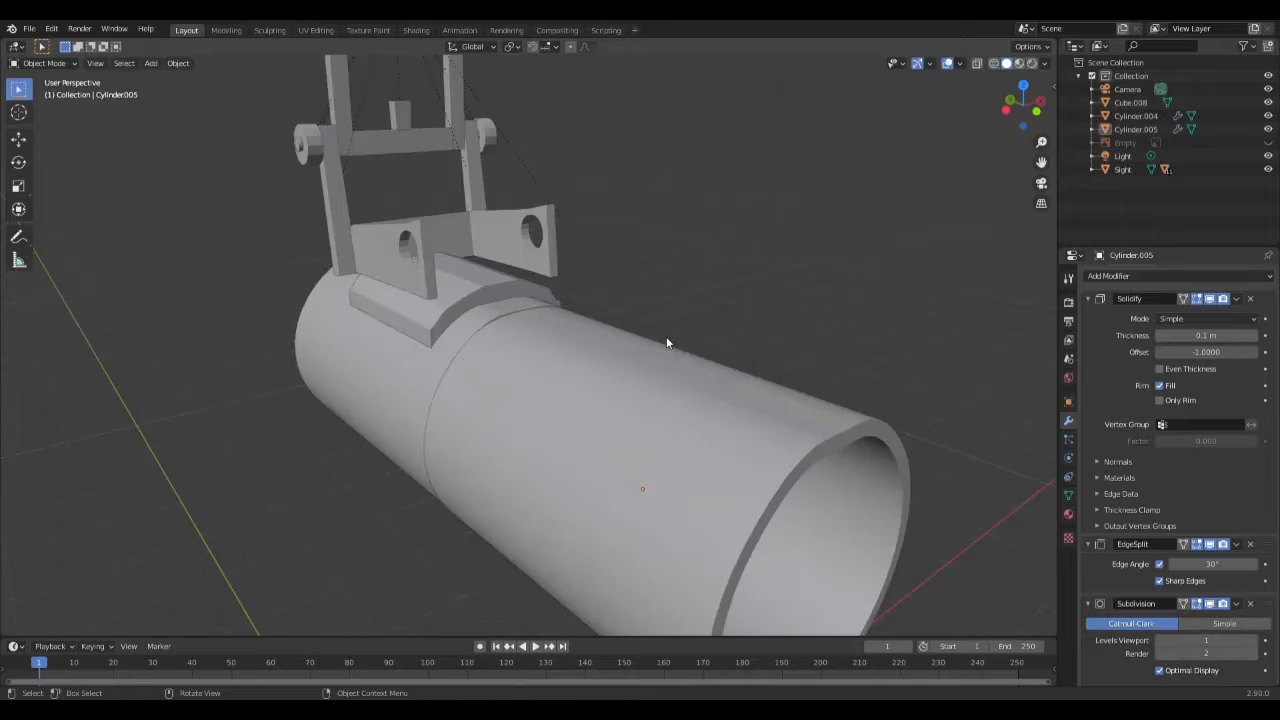 File Edit Render Window Help Layout Modeling Sculpting UV Editing Texture Paint Shading Animation Rendering Compositing Scripting Scene View Layer
Global Options
Object Mode View Select Add Object
User Perspective
(1) Collection | Cylinder.005
Scene Collection
Collection
Camera
Cube.008
Cylinder.004
Cylinder.005
Empty
Light
Sight
Cylinder.005
Add Modifier
Solidify
Mode Simple
Thickness 0.1 m
Offset -1.0000
Even Thickness
Rim Fill
Only Rim
Vertex Group
Factor 0.000
Normals
Materials
Edge Data
Thickness Clamp
Output Vertex Groups
EdgeSplit
Edge Angle 30°
Sharp Edges
Subdivision
Catmull-Clark Simple
Levels Viewport 1
Render 2
Optimal Display
Playback Keying View Marker 1 Start 1 End 250
1 10 20 30 40 50 60 70 80 90 100 110 120 130 140 150 160 170 180 190 200 210 220 230 240 250
Select Box Select Rotate View Object Context Menu 2.90.0